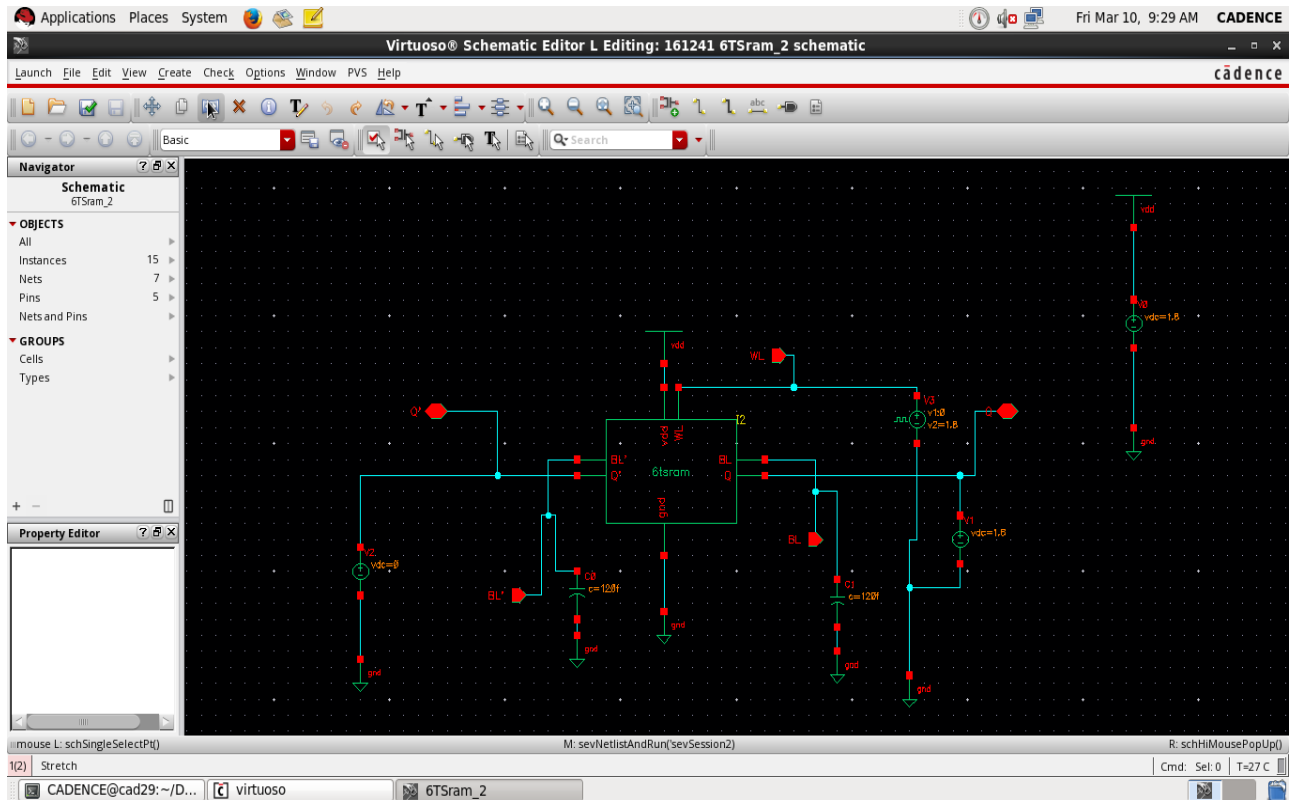 Applications Places System
Fri Mar 10, 9:29 AM CADENCE
Virtuoso® Schematic Editor L Editing: 161241 6TSram_2 schematic
Launch File Edit View Create Check Options Window PVS Help
cādence
abc
Basic
Search
Navigator
Schematic
6TSram_2
OBJECTS
All
Instances 15
Nets 7
Pins 5
Nets and Pins
GROUPS
Cells
Types
Property Editor
vdd
V0
vdc=1.8
gnd
vdd
WL
Q'
V3
v1:0
v2=1.8
Q
I2
vdd
WL
BL'
BL
Q'
6tsram
Q
gnd
V1
vdc=1.8
BL
V2
vdc=0
C0
c=120f
BL'
C1
c=120f
gnd
gnd
gnd
gnd
gnd
mouse L: schSingleSelectPt()
M: sevNetlistAndRun('sevSession2)
R: schHiMousePopUp()
1(2) Stretch
Cmd: Sel: 0 T=27 C
CADENCE@cad29:~/D...
virtuoso
6TSram_2